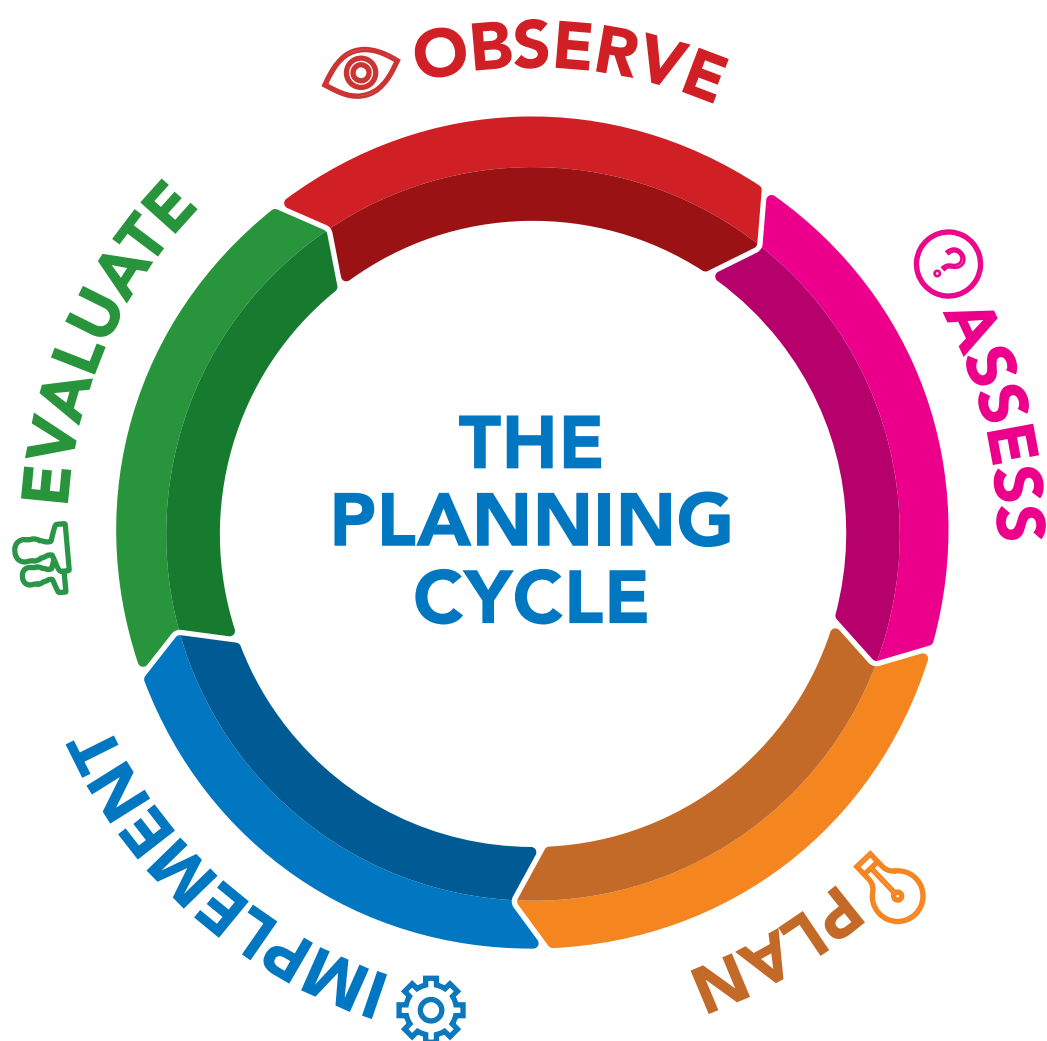 OBSERVE
ASSESS
PLAN
IMPLEMENT
EVALUATE
THE
PLANNING
CYCLE